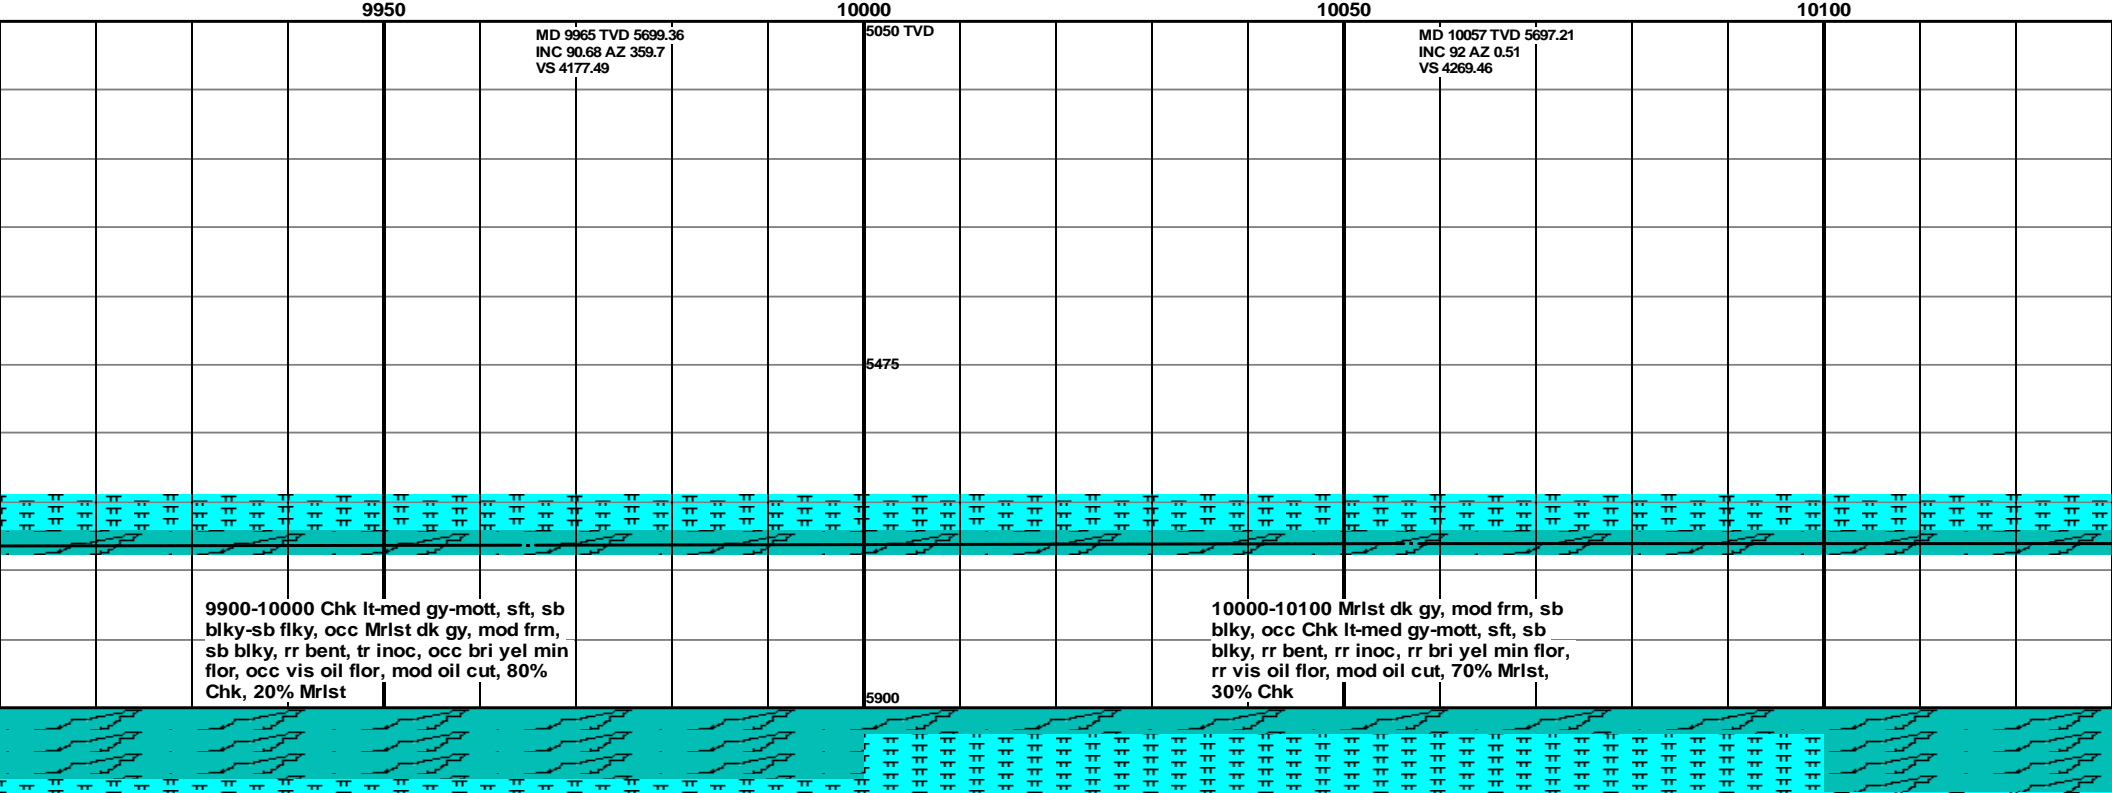 9950
10000
10050
10100
MD 9965 TVD 5699.36
INC 90.68 AZ 359.7
VS 4177.49
5050 TVD
MD 10057 TVD 5697.21
INC 92 AZ 0.51
VS 4269.46
5475
9900-10000 Chk lt-med gy-mott, sft, sb
blky-sb flky, occ Mrlst dk gy, mod frm,
sb blky, rr bent, tr inoc, occ bri yel min
flor, occ vis oil flor, mod oil cut, 80%
Chk, 20% Mrlst
10000-10100 Mrlst dk gy, mod frm, sb
blky, occ Chk lt-med gy-mott, sft, sb
blky, rr bent, rr inoc, rr bri yel min flor,
rr vis oil flor, mod oil cut, 70% Mrlst,
30% Chk
5900